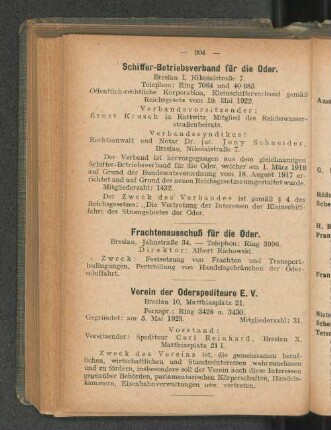 — 204 —
Schiffer-Betriebsverband für die Oder.
Breslau I, Nikolaistraße 7.
Telephon: Ring 7064 und 40 685.
Öffentlich-rechtliche Korporation, Kleinschifferverband gemäß
Reichsgesetz vom 19. Mai 1922.
Verbandsvorsitzender:
Ernst Krusch in Rattwitz, Mitglied des Reichswasser-
straßenbeirats.
Verbandssyndikus:
Rechtsanwalt und Notar Dr. jur. Jony Schneider,
Breslau, Nikolaistraße 7.
Der Verband ist hervorgegangen aus dem gleichnamigen
Schiffer-Betriebsverband für die Oder, welcher am 1. März 1919
auf Grund der Bundesratsverordnung vom 18. August 1917 er-
richtet und auf Grund des neuen Reichsgesetzes umgestaltet wurde.
Mitgliederzahl: 1432.
Der Zweck des Verbandes ist gemäß § 4 des
Reichsgesetzes: „Die Vertretung der Interessen der Kleinschiff-
fahrt des Stromgebietes der Oder.
Frachtenausschuß für die Oder.
Breslau, Jahnstraße 34. — Telephon: Ring 3996.
Direktor: Albert Richowski.
Zweck: Festsetzung von Frachten und Transport-
bedingungen, Feststellung von Handelsgebräuchen der Oder-
schiffahrt.
Verein der Oderspediteure E. V.
Breslau 10, Matthiasplatz 21.
Fernspr.: Ring 3428 u. 3430.
Gegründet: am 5. Mai 1923. Mitgliederzahl: 21.
Vorstand:
Vorsitzender: Spediteur Carl Reinhard, Breslau X.
Matthiasplatz 21 I.
Zweck des Vereins ist, die gemeinsamen beruf-
lichen, wirtschaftlichen und Standesinteressen wahrzunehmen
und zu fördern, insbesondere soll der Verein auch diese Interessen
gegenüber Behörden, parlamentarischen Körperschaften, Handels-
kammern, Eisenbahnverwaltungen usw. vertreten.